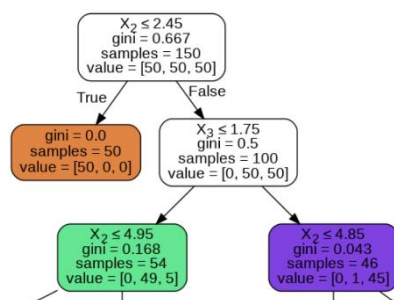 X₂ ≤ 2.45
gini = 0.667
samples = 150
value = [50, 50, 50]
True
False
gini = 0.0
samples = 50
value = [50, 0, 0]
X₃ ≤ 1.75
gini = 0.5
samples = 100
value = [0, 50, 50]
X₂ ≤ 4.95
gini = 0.168
samples = 54
value = [0, 49, 5]
X₂ ≤ 4.85
gini = 0.043
samples = 46
value = [0, 1, 45]